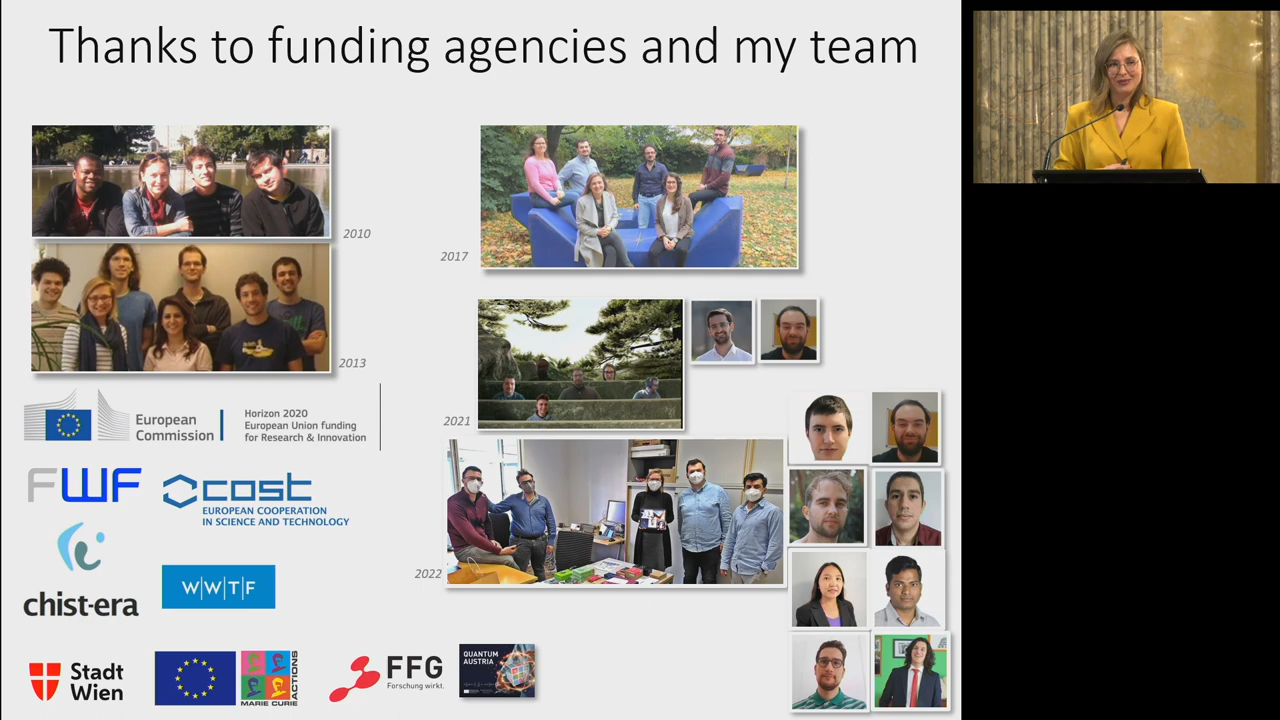 Thanks to funding agencies and my team
2010
2017
2013
2021
European
Commission
Horizon 2020
European Union funding
for Research & Innovation
FWF
cost
EUROPEAN COOPERATION
IN SCIENCE AND TECHNOLOGY
2022
chist-era
WWTF
Stadt
Wien
MARIE CURIE
ACTIONS
FFG
Forschung wirkt.
QUANTUM
AUSTRIA